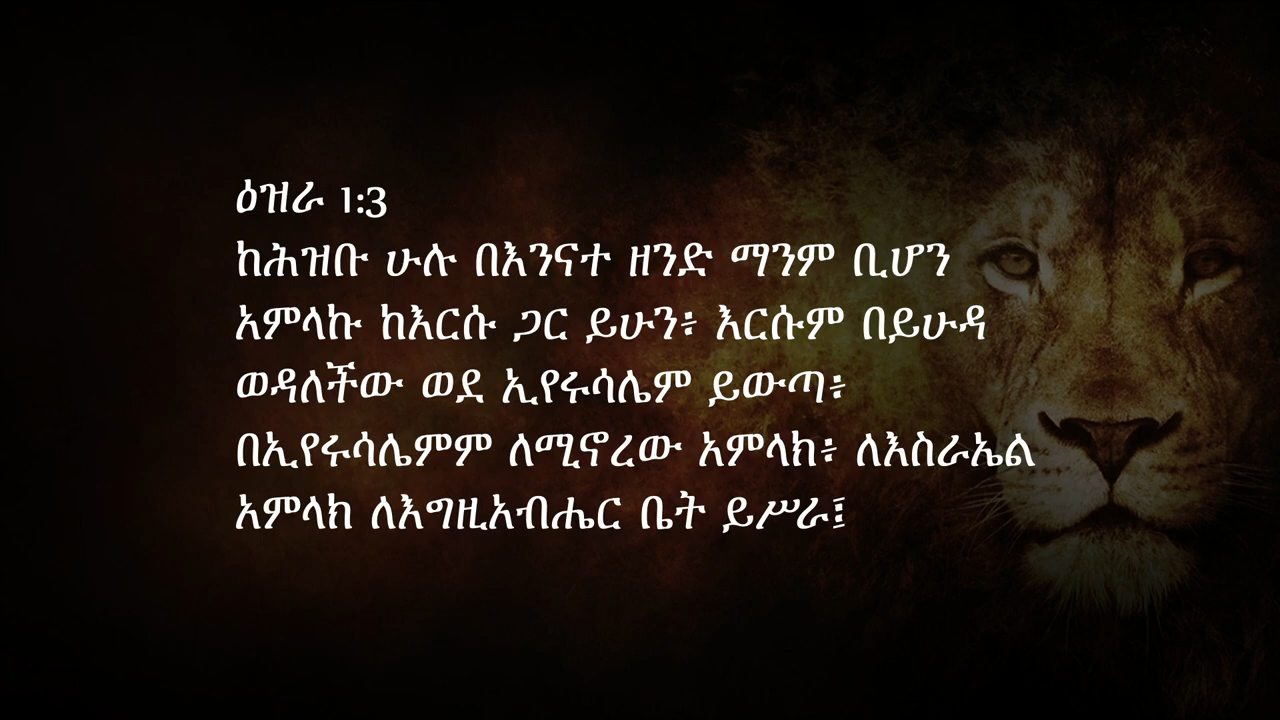 ዕዝራ 1:3
ከሕዝቡ ሁሉ በእንናተ ዘንድ ማንም ቢሆን
አምላኩ ከእርሱ ጋር ይሁን፥ እርሱም በይሁዳ
ወዳለችው ወደ ኢየሩሳሌም ይውጣ፥
በኢየሩሳሌምም ለሚኖረው አምላክ፥ ለእስራኤል
አምላክ ለእግዚአብሔር ቤት ይሥራ፤